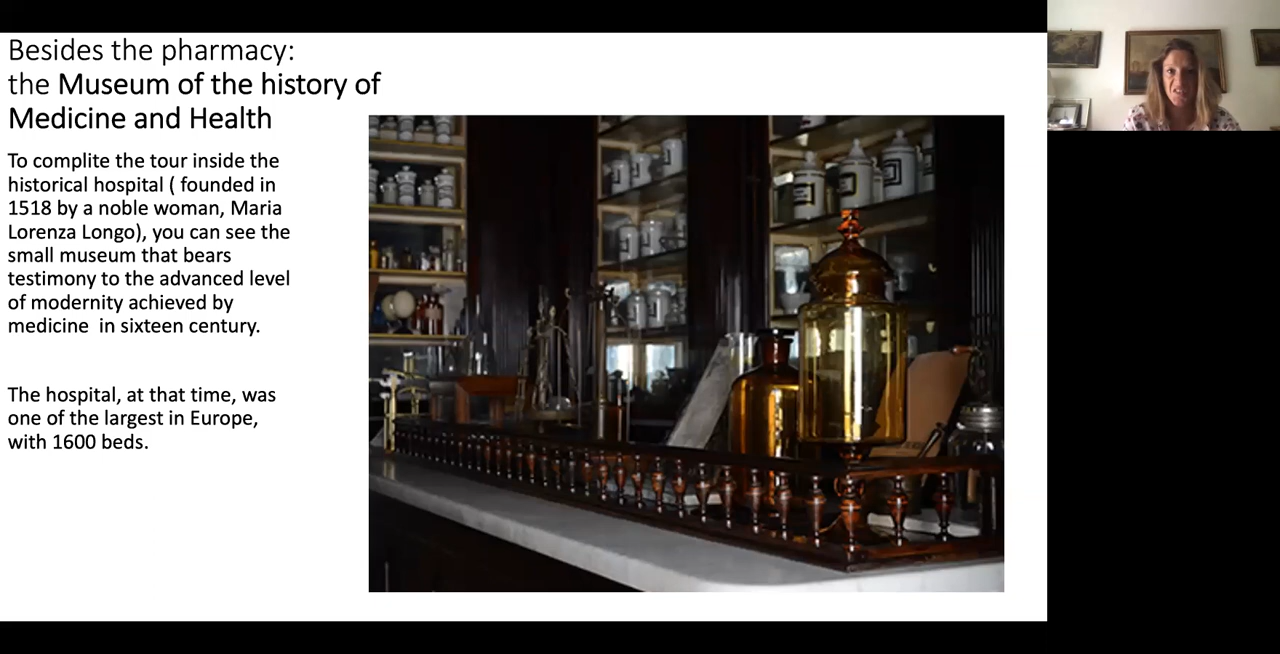 Besides the pharmacy:
the Museum of the history of
Medicine and Health
To complite the tour inside the
historical hospital ( founded in
1518 by a noble woman, Maria
Lorenza Longo), you can see the
small museum that bears
testimony to the advanced level
of modernity achieved by
medicine  in sixteen century.
The hospital, at that time, was
one of the largest in Europe,
with 1600 beds.